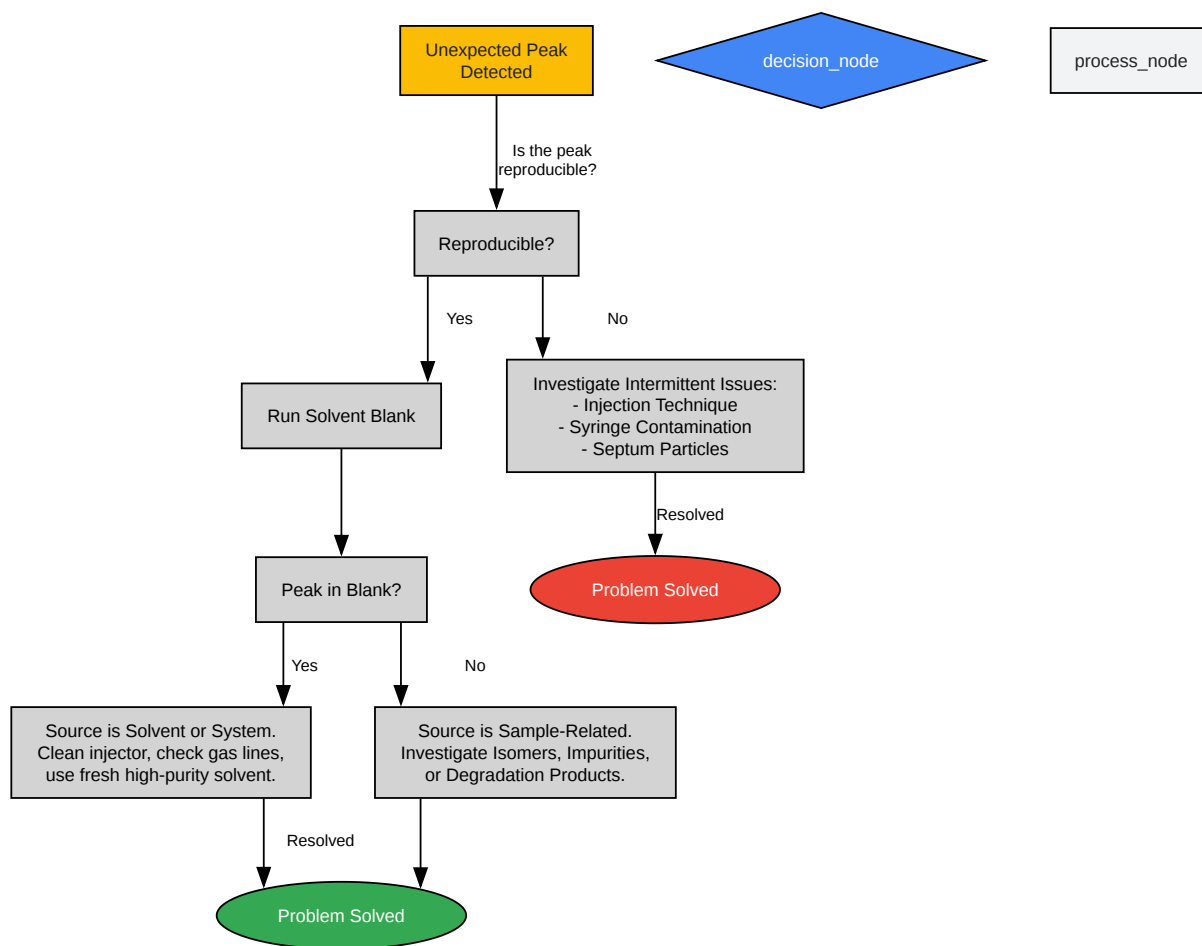 Unexpected Peak
Detected
decision_node
process_node
Is the peak
reproducible?
Reproducible?
Yes
No
Run Solvent Blank
Investigate Intermittent Issues:
- Injection Technique
- Syringe Contamination
- Septum Particles
Resolved
Peak in Blank?
Problem Solved
Yes
No
Source is Solvent or System.
Clean injector, check gas lines,
use fresh high-purity solvent.
Source is Sample-Related.
Investigate Isomers, Impurities,
or Degradation Products.
Resolved
Problem Solved